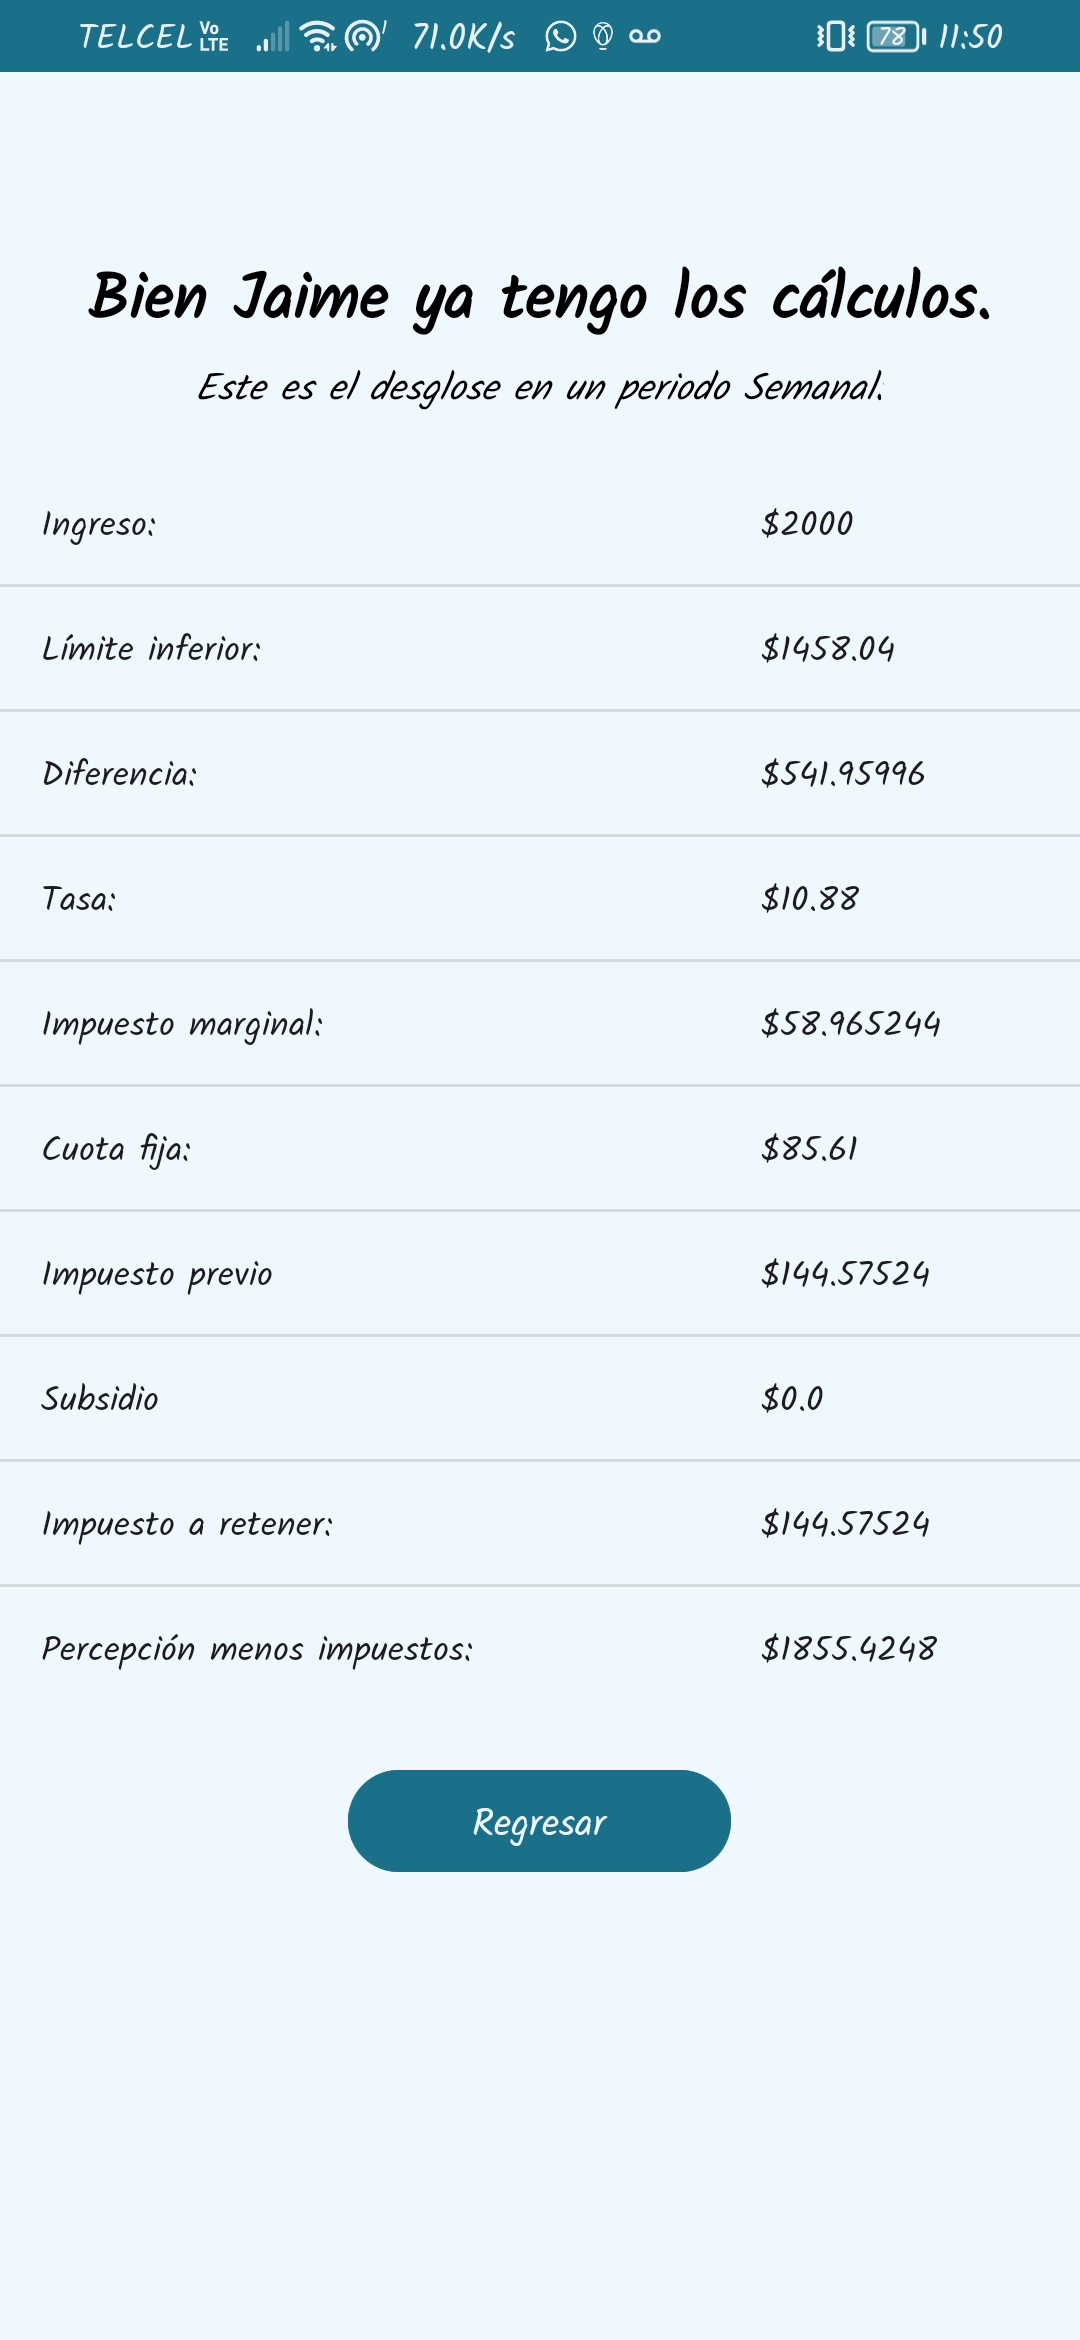 TELCEL Vo LTE 71.0K/s 78 11:50
Bien Jaime ya tengo los cálculos.
Este es el desglose en un periodo Semanal:
Ingreso: $2000
Límite inferior: $1458.04
Diferencia: $541.95996
Tasa: $10.88
Impuesto marginal: $58.965244
Cuota fija: $85.61
Impuesto previo $144.57524
Subsidio $0.0
Impuesto a retener: $144.57524
Percepción menos impuestos: $1855.4248
Regresar